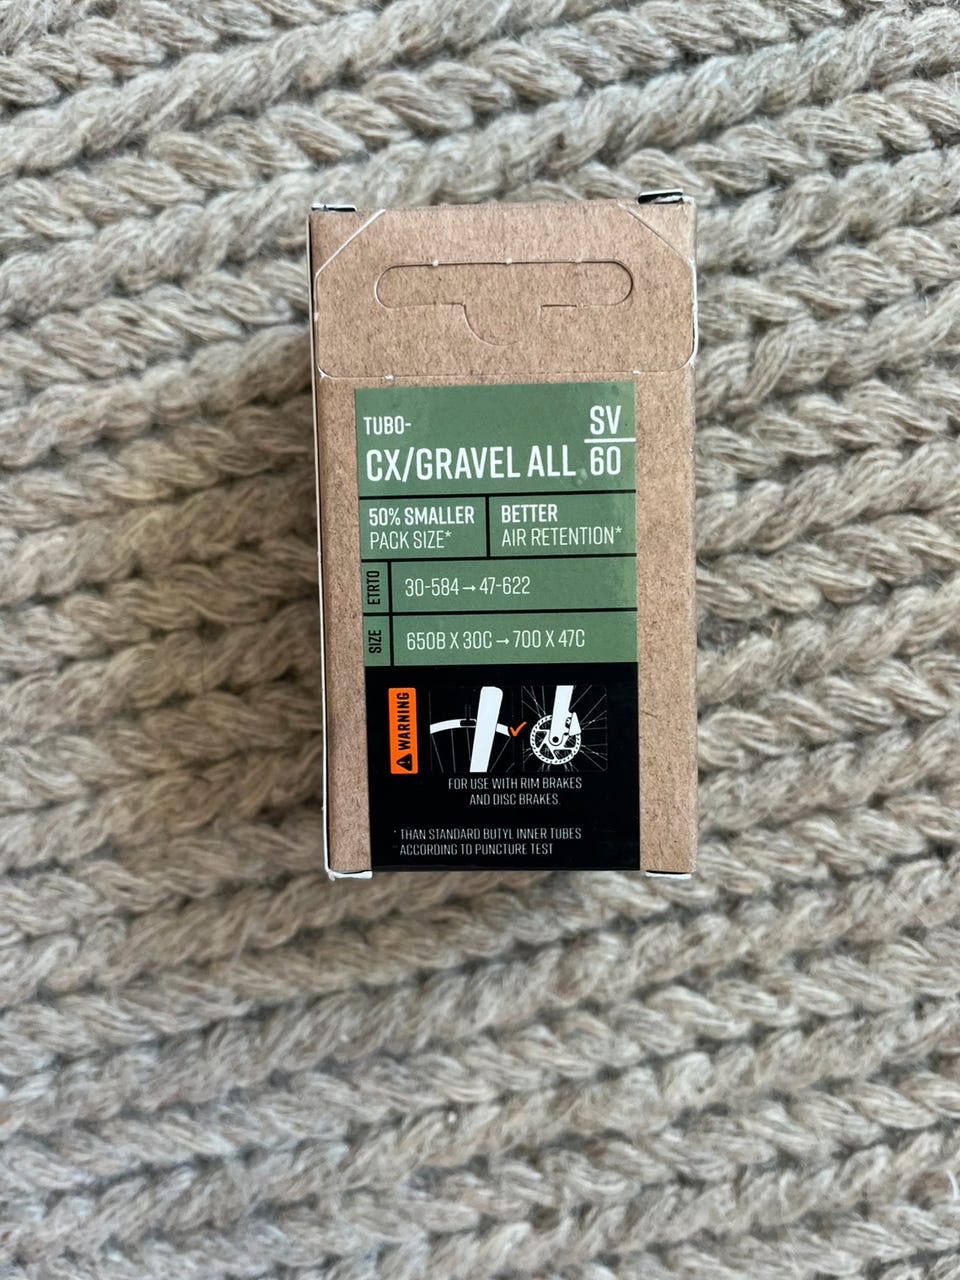 TUBO-
CX/GRAVEL ALL
SV
60
50% SMALLER
PACK SIZE*
BETTER
AIR RETENTION*
ETRTO
30-584→47-622
SIZE
650B X 30C→700 X 47C
WARNING
FOR USE WITH RIM BRAKES
AND DISC BRAKES.
* THAN STANDARD BUTYL INNER TUBES
ACCORDING TO PUNCTURE TEST